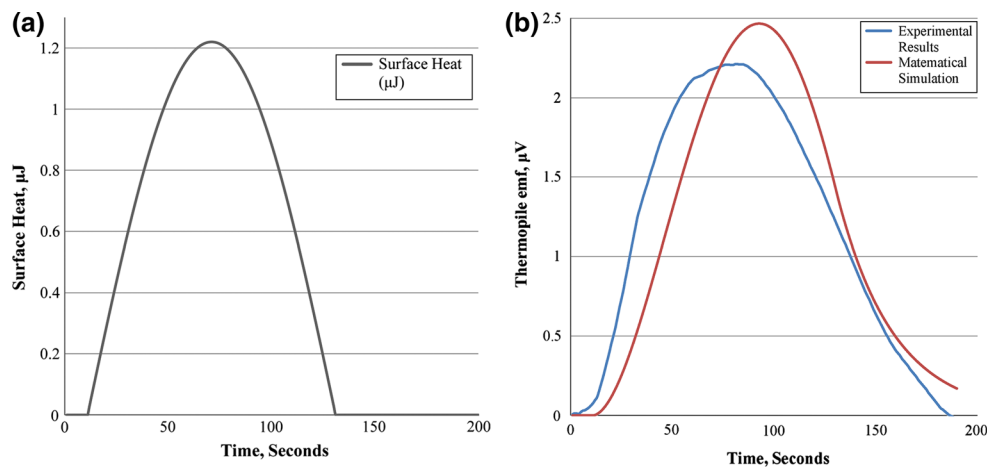 (a)
1.2
1
0.8
0.6
0.4
0.2
0
Surface Heat, µJ
Surface Heat
(µJ)
0
50
100
150
200
Time, Seconds
(b)
2.5
2
1.5
1
0.5
0
Thermopile emf, µV
Experimental
Results
Matematical
Simulation
0
50
100
150
200
Time, Seconds